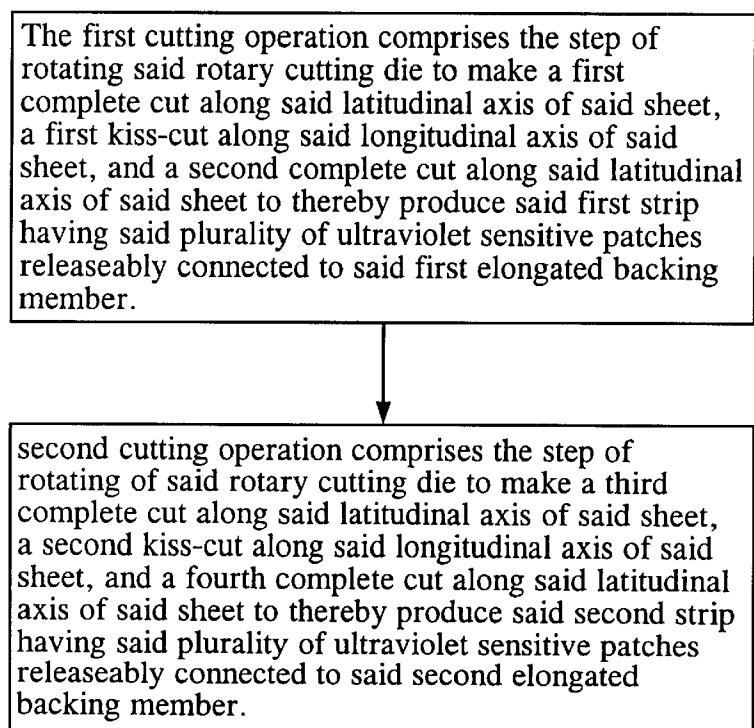 The first cutting operation comprises the step of
rotating said rotary cutting die to make a first
complete cut along said latitudinal axis of said sheet,
a first kiss-cut along said longitudinal axis of said
sheet, and a second complete cut along said latitudinal
axis of said sheet to thereby produce said first strip
having said plurality of ultraviolet sensitive patches
releaseably connected to said first elongated backing
member.
second cutting operation comprises the step of
rotating of said rotary cutting die to make a third
complete cut along said latitudinal axis of said sheet,
a second kiss-cut along said longitudinal axis of said
sheet, and a fourth complete cut along said latitudinal
axis of said sheet to thereby produce said second strip
having said plurality of ultraviolet sensitive patches
releaseably connected to said second elongated
backing member.